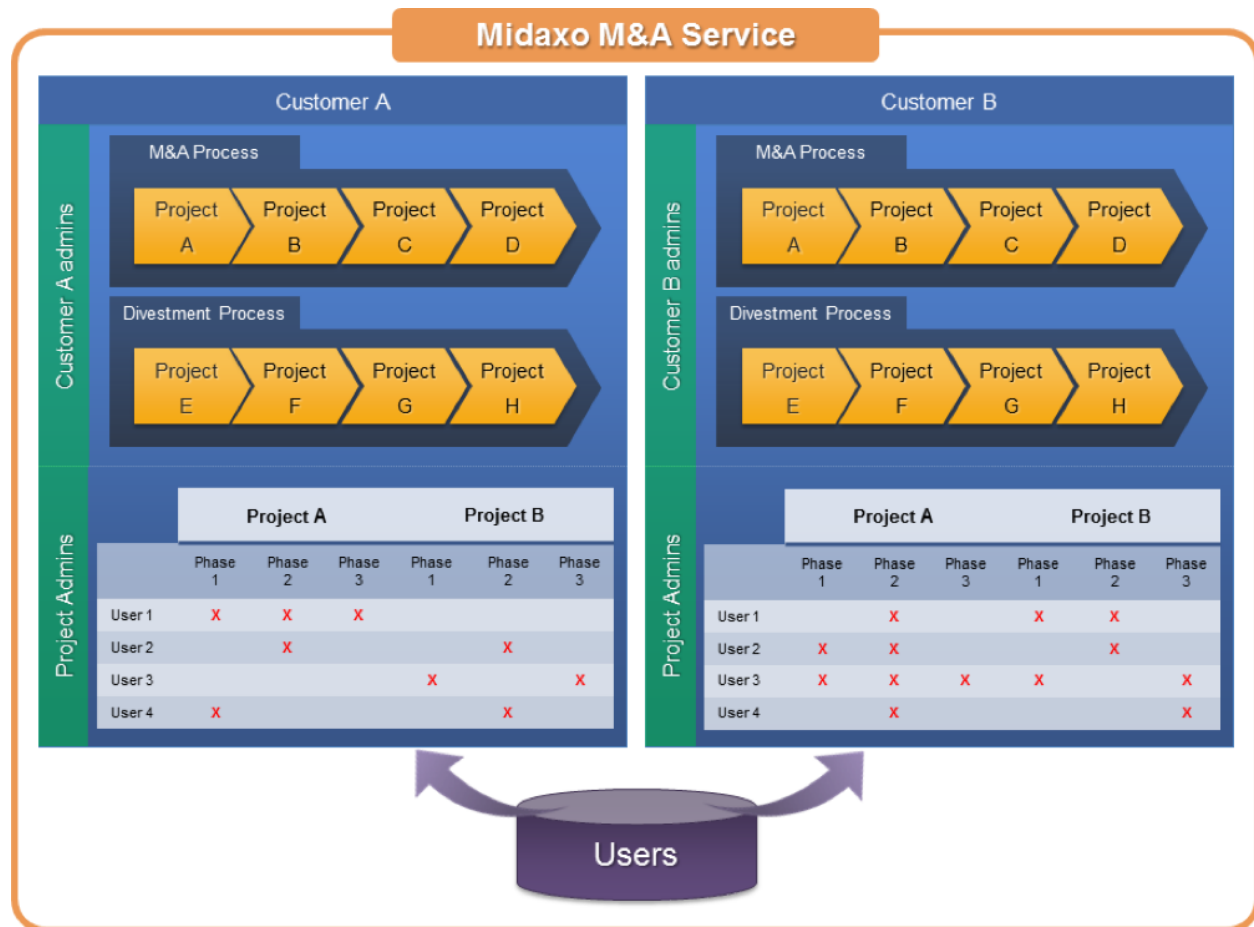 Midaxo M&A Service
Customer A
Customer A admins
M&A Process
Project A
Project B
Project C
Project D
Divestment Process
Project E
Project F
Project G
Project H
Project Admins
Project A Project B
Phase 1 Phase 2 Phase 3 Phase 1 Phase 2 Phase 3
User 1 X X X
User 2 X X
User 3 X X
User 4 X X
Customer B
Customer B admins
M&A Process
Project A
Project B
Project C
Project D
Divestment Process
Project E
Project F
Project G
Project H
Project Admins
Project A Project B
Phase 1 Phase 2 Phase 3 Phase 1 Phase 2 Phase 3
User 1 X X X
User 2 X X X
User 3 X X X X X
User 4 X X
Users